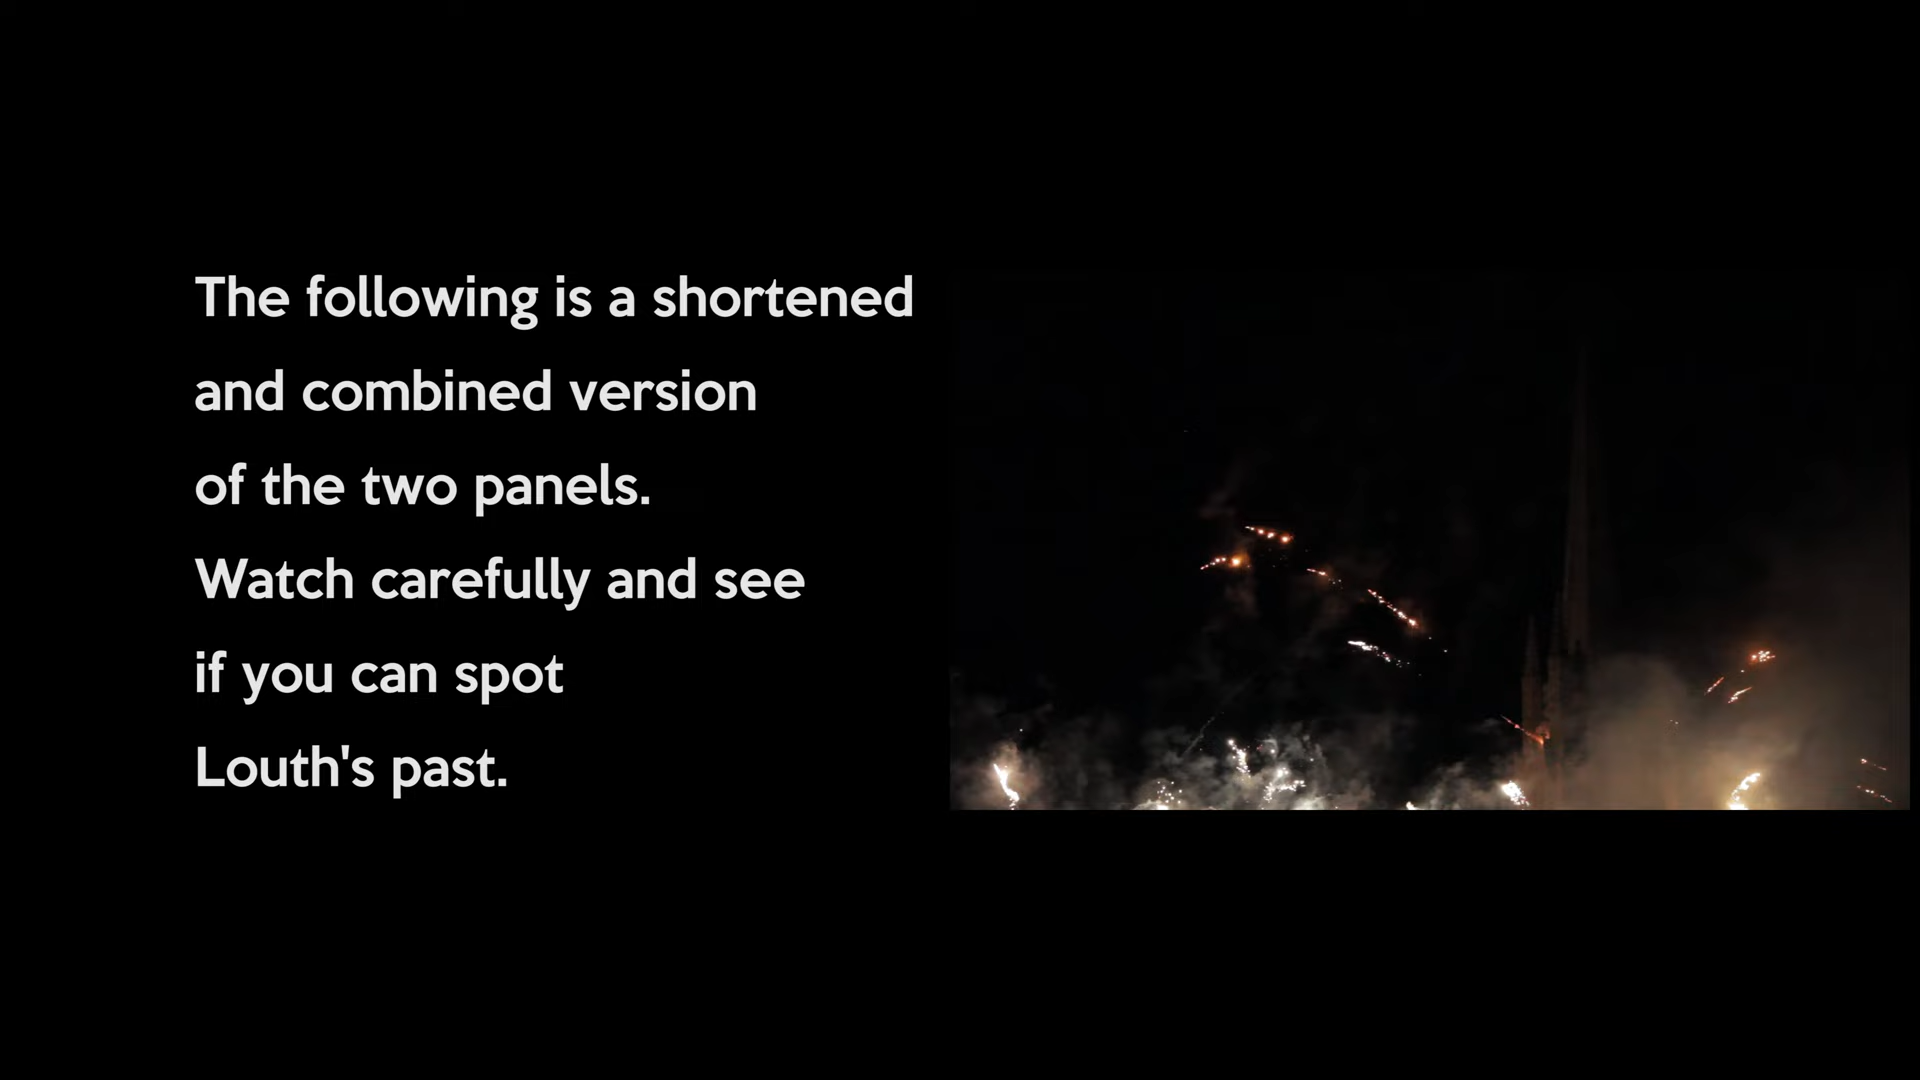 The following is a shortened
and combined version
of the two panels.
Watch carefully and see
if you can spot
Louth's past.